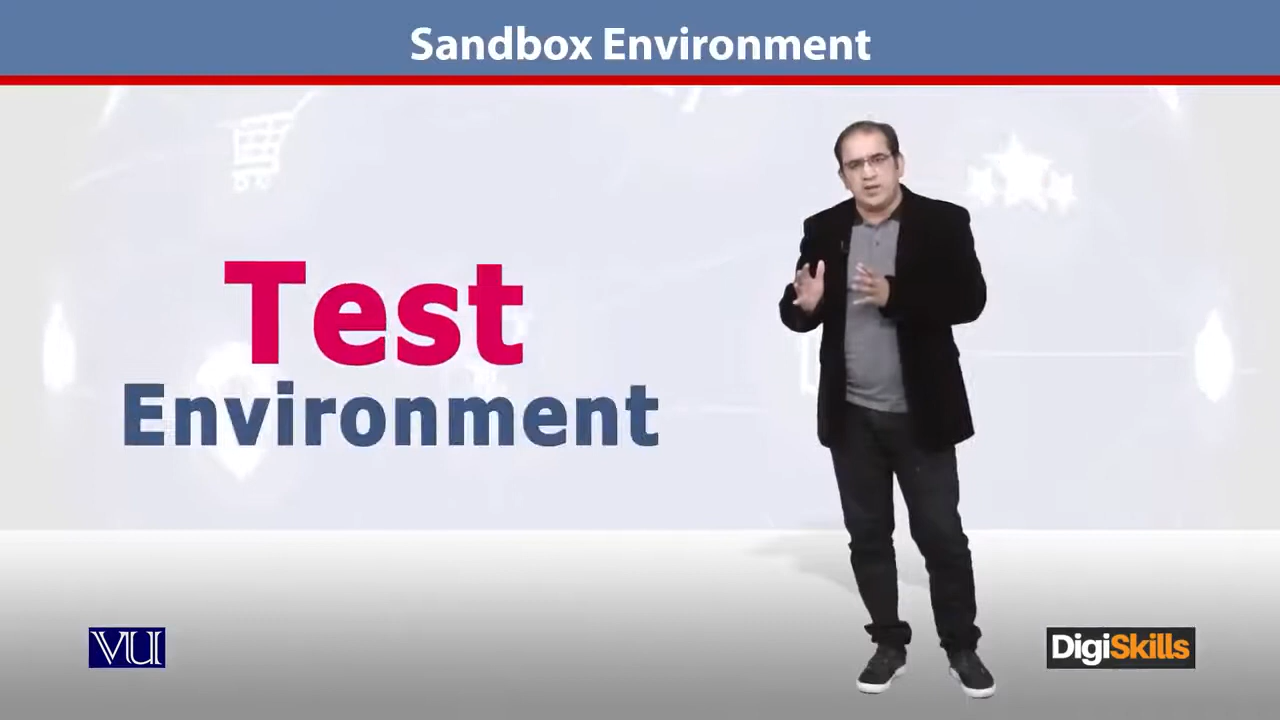 Sandbox Environment
Test
Environment
VU
DigiSkills